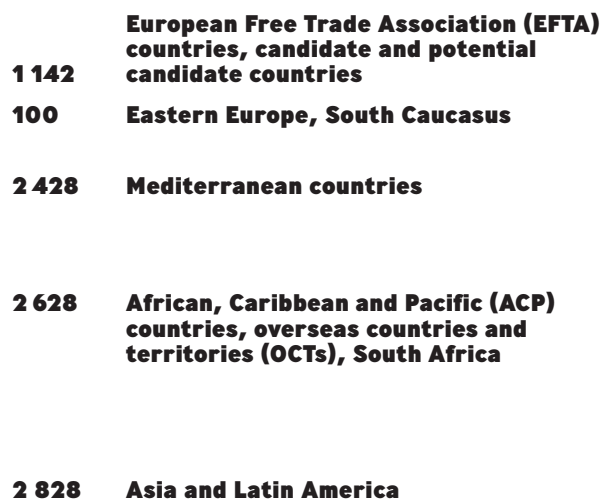 European Free Trade Association (EFTA)
countries, candidate and potential
1 142 candidate countries
100 Eastern Europe, South Caucasus
2 428 Mediterranean countries
2 628 African, Caribbean and Pacific (ACP)
countries, overseas countries and
territories (OCTs), South Africa
2 828 Asia and Latin America